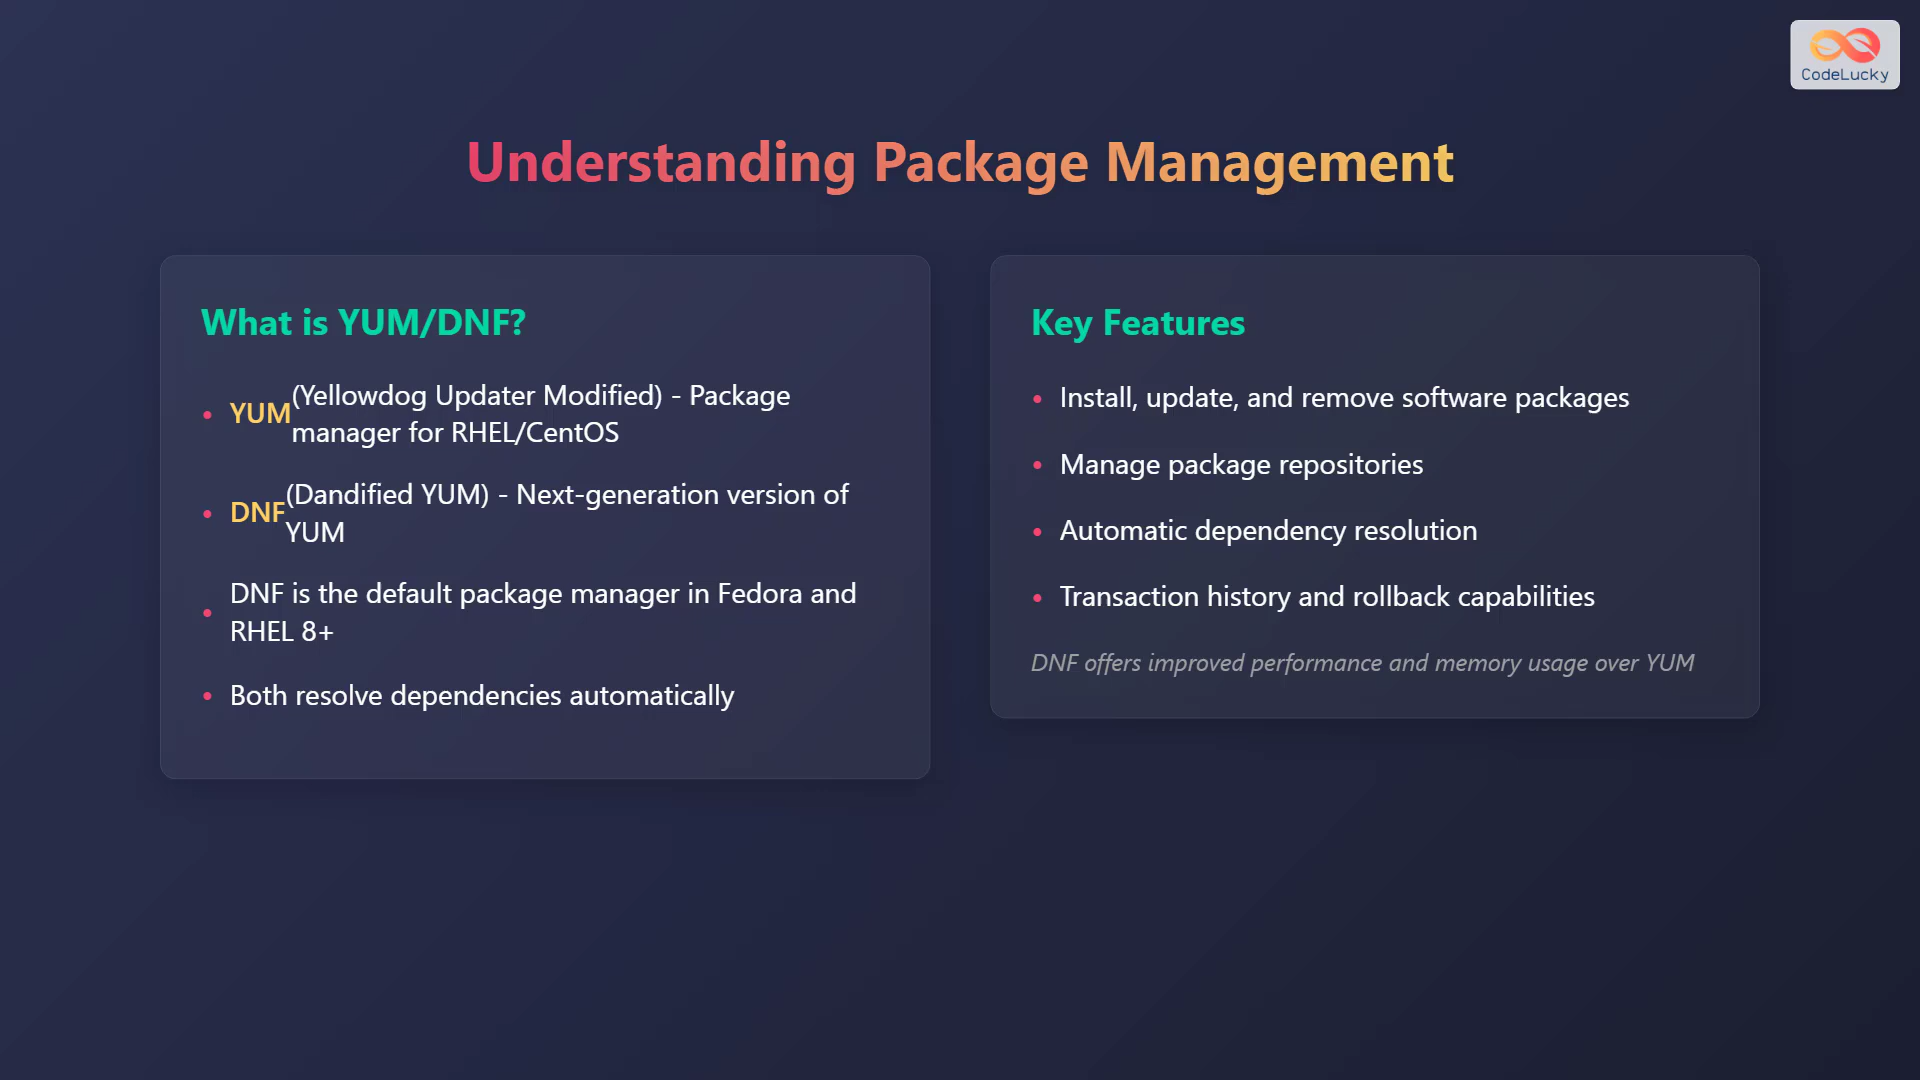 CodeLucky
Understanding Package Management
What is YUM/DNF?
• YUM (Yellowdog Updater Modified) - Package
manager for RHEL/CentOS
• DNF (Dandified YUM) - Next-generation version of
YUM
• DNF is the default package manager in Fedora and
RHEL 8+
• Both resolve dependencies automatically
Key Features
• Install, update, and remove software packages
• Manage package repositories
• Automatic dependency resolution
• Transaction history and rollback capabilities
DNF offers improved performance and memory usage over YUM